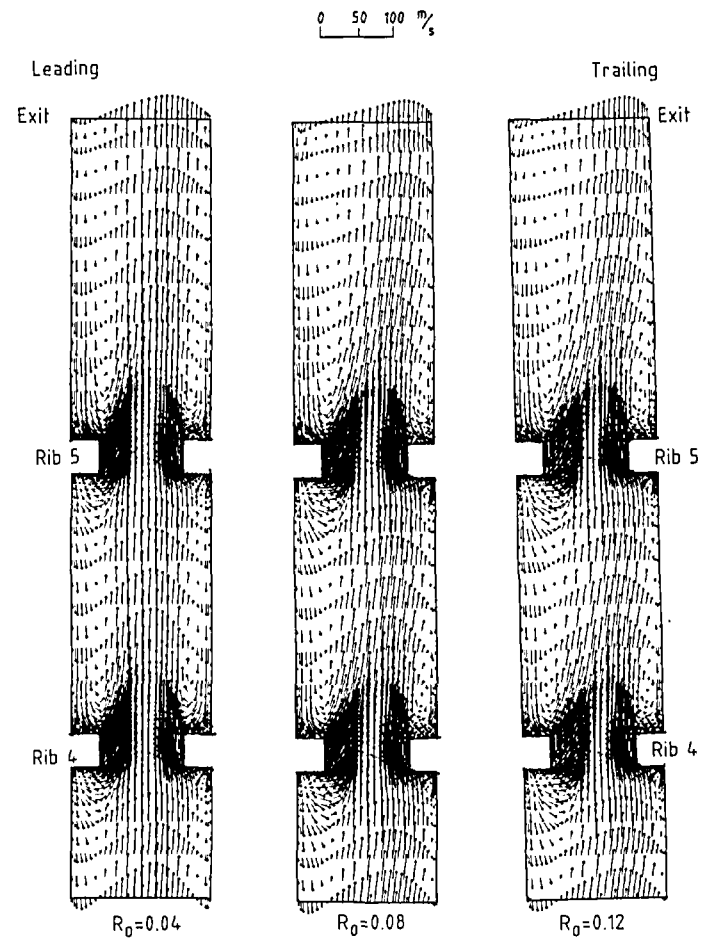 0 50 100 m/s
Leading Trailing
Exit Exit
Rib 5 Rib 5
Rib 4 Rib 4
R₀=0.04 R₀=0.08 R₀=0.12